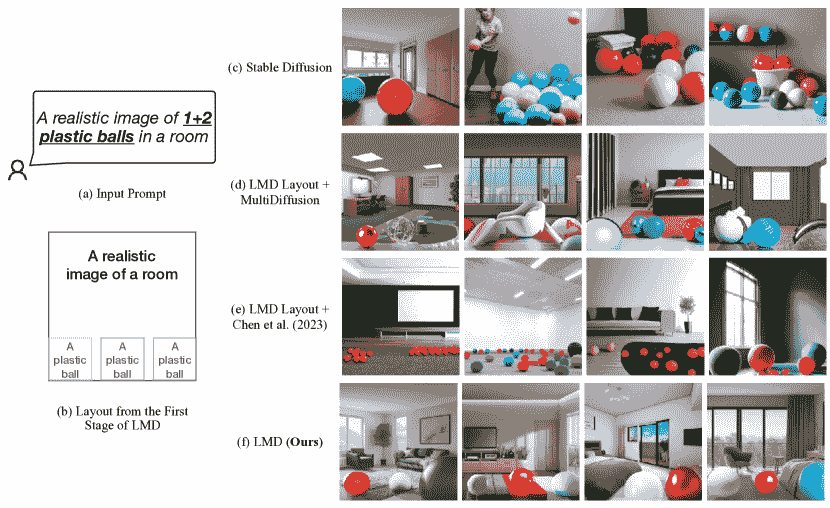 A realistic image of 1+2
plastic balls in a room
(a) Input Prompt
A realistic
image of a room
A
plastic
ball
A
plastic
ball
A
plastic
ball
(b) Layout from the First
Stage of LMD
(c) Stable Diffusion
(d) LMD Layout +
MultiDiffusion
(e) LMD Layout +
Chen et al. (2023)
(f) LMD (Ours)